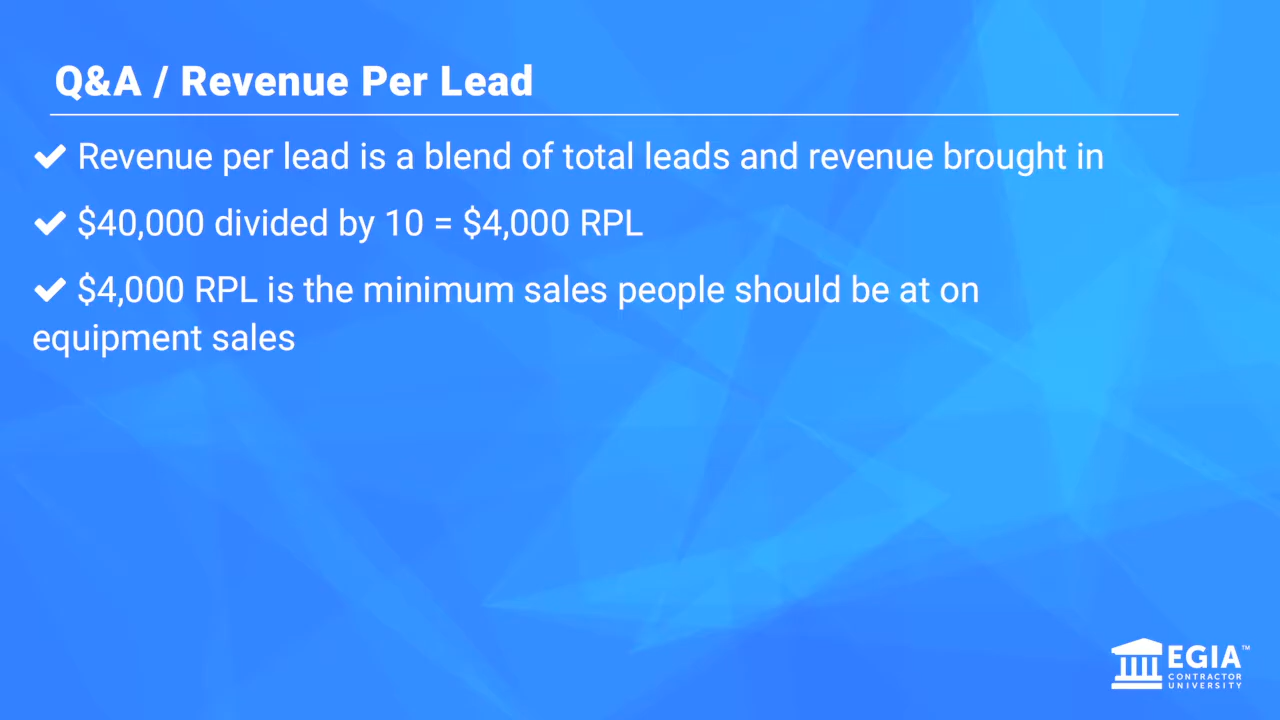 Q&A / Revenue Per Lead
✔ Revenue per lead is a blend of total leads and revenue brought in
✔ $40,000 divided by 10 = $4,000 RPL
✔ $4,000 RPL is the minimum sales people should be at on
equipment sales
EGIA™
CONTRACTOR
UNIVERSITY